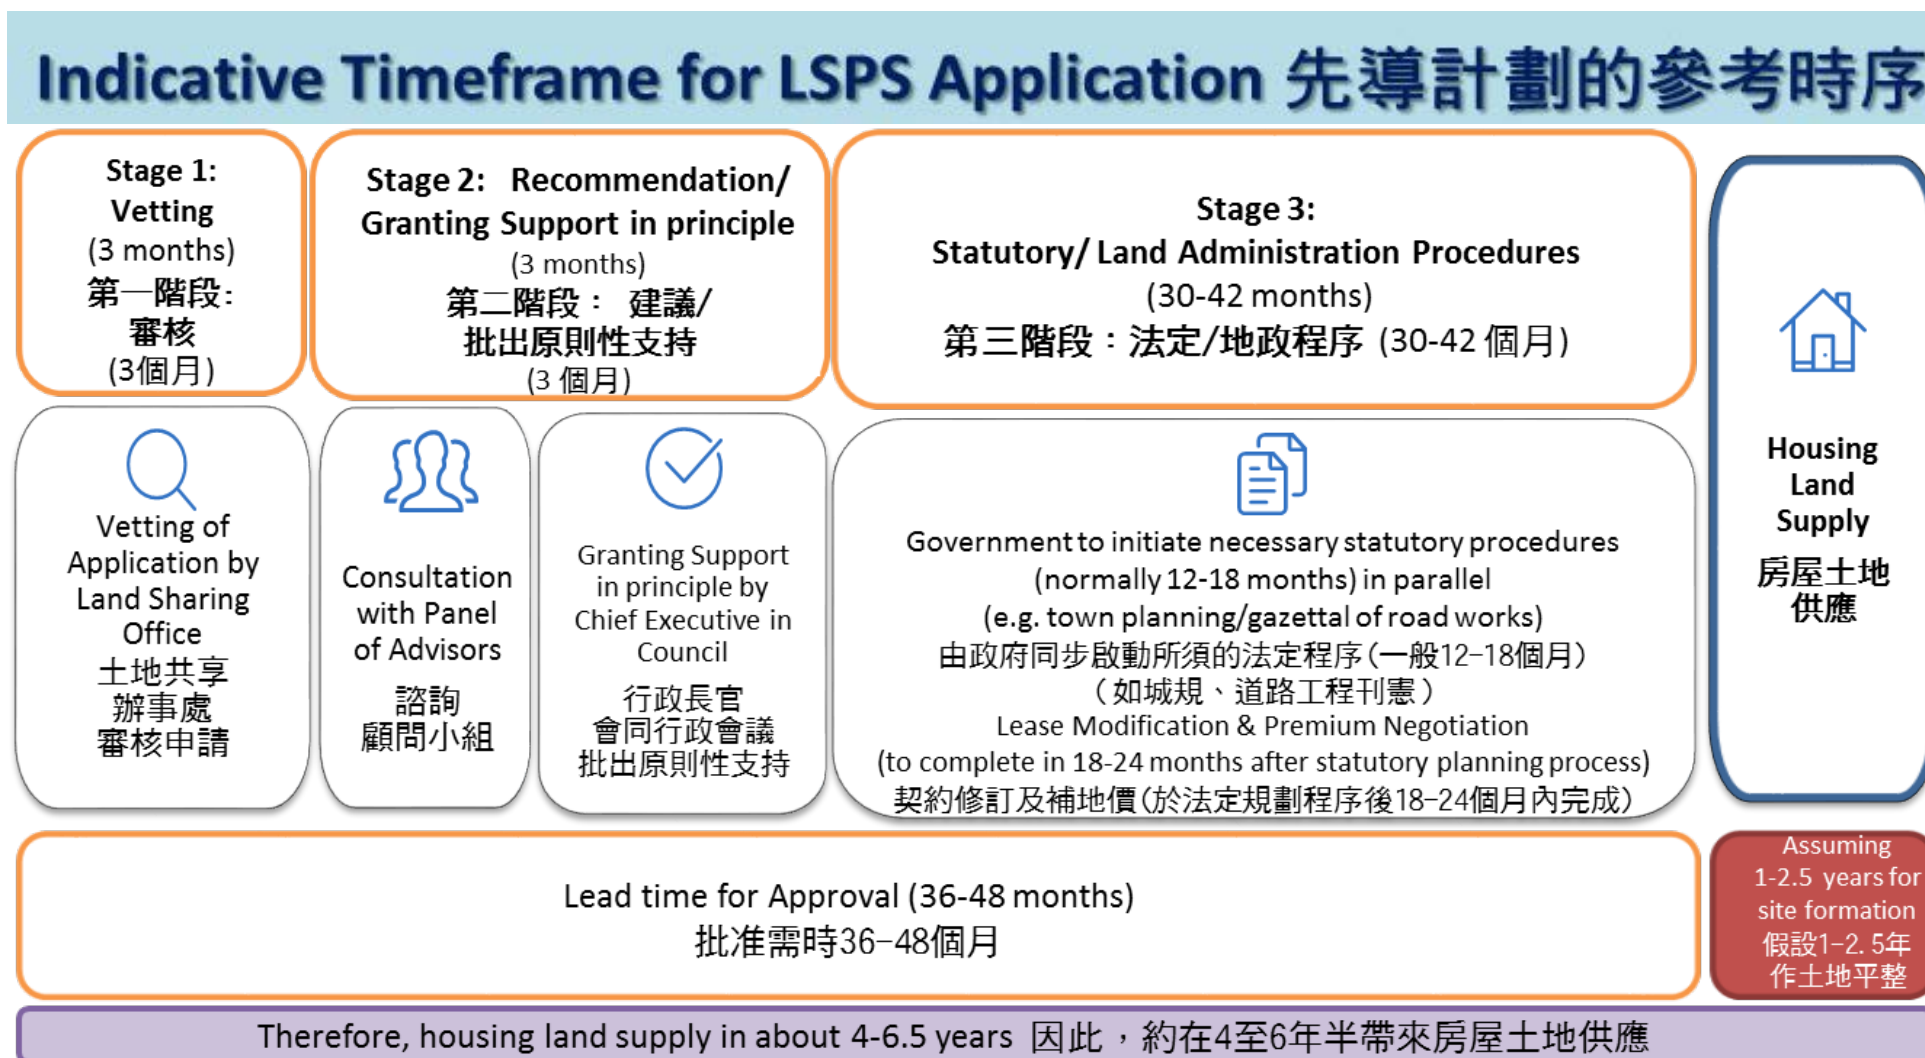 Indicative Timeframe for LSPS Application 先導計劃的參考時序
Stage 1:
Vetting
(3 months)
第一階段:
審核
(3個月)
Stage 2: Recommendation/
Granting Support in principle
(3 months)
第二階段： 建議/
批出原則性支持
(3 個月)
Stage 3:
Statutory/ Land Administration Procedures
(30-42 months)
第三階段：法定/地政程序 (30-42 個月)
Vetting of
Application by
Land Sharing
Office
土地共享
辦事處
審核申請
Consultation
with Panel
of Advisors
諮詢
顧問小組
Granting Support
in principle by
Chief Executive in
Council
行政長官
會同行政會議
批出原則性支持
Government to initiate necessary statutory procedures
(normally 12-18 months) in parallel
(e.g. town planning/gazettal of road works)
由政府同步啟動所須的法定程序(一般12-18個月)
（如城規、道路工程刊憲）
Lease Modification & Premium Negotiation
(to complete in 18-24 months after statutory planning process)
契約修訂及補地價(於法定規劃程序後18-24個月內完成)
Housing
Land
Supply
房屋土地
供應
Lead time for Approval (36-48 months)
批准需時36-48個月
Assuming
1-2.5 years for
site formation
假設1-2.5年
作土地平整
Therefore, housing land supply in about 4-6.5 years 因此，約在4至6年半帶來房屋土地供應